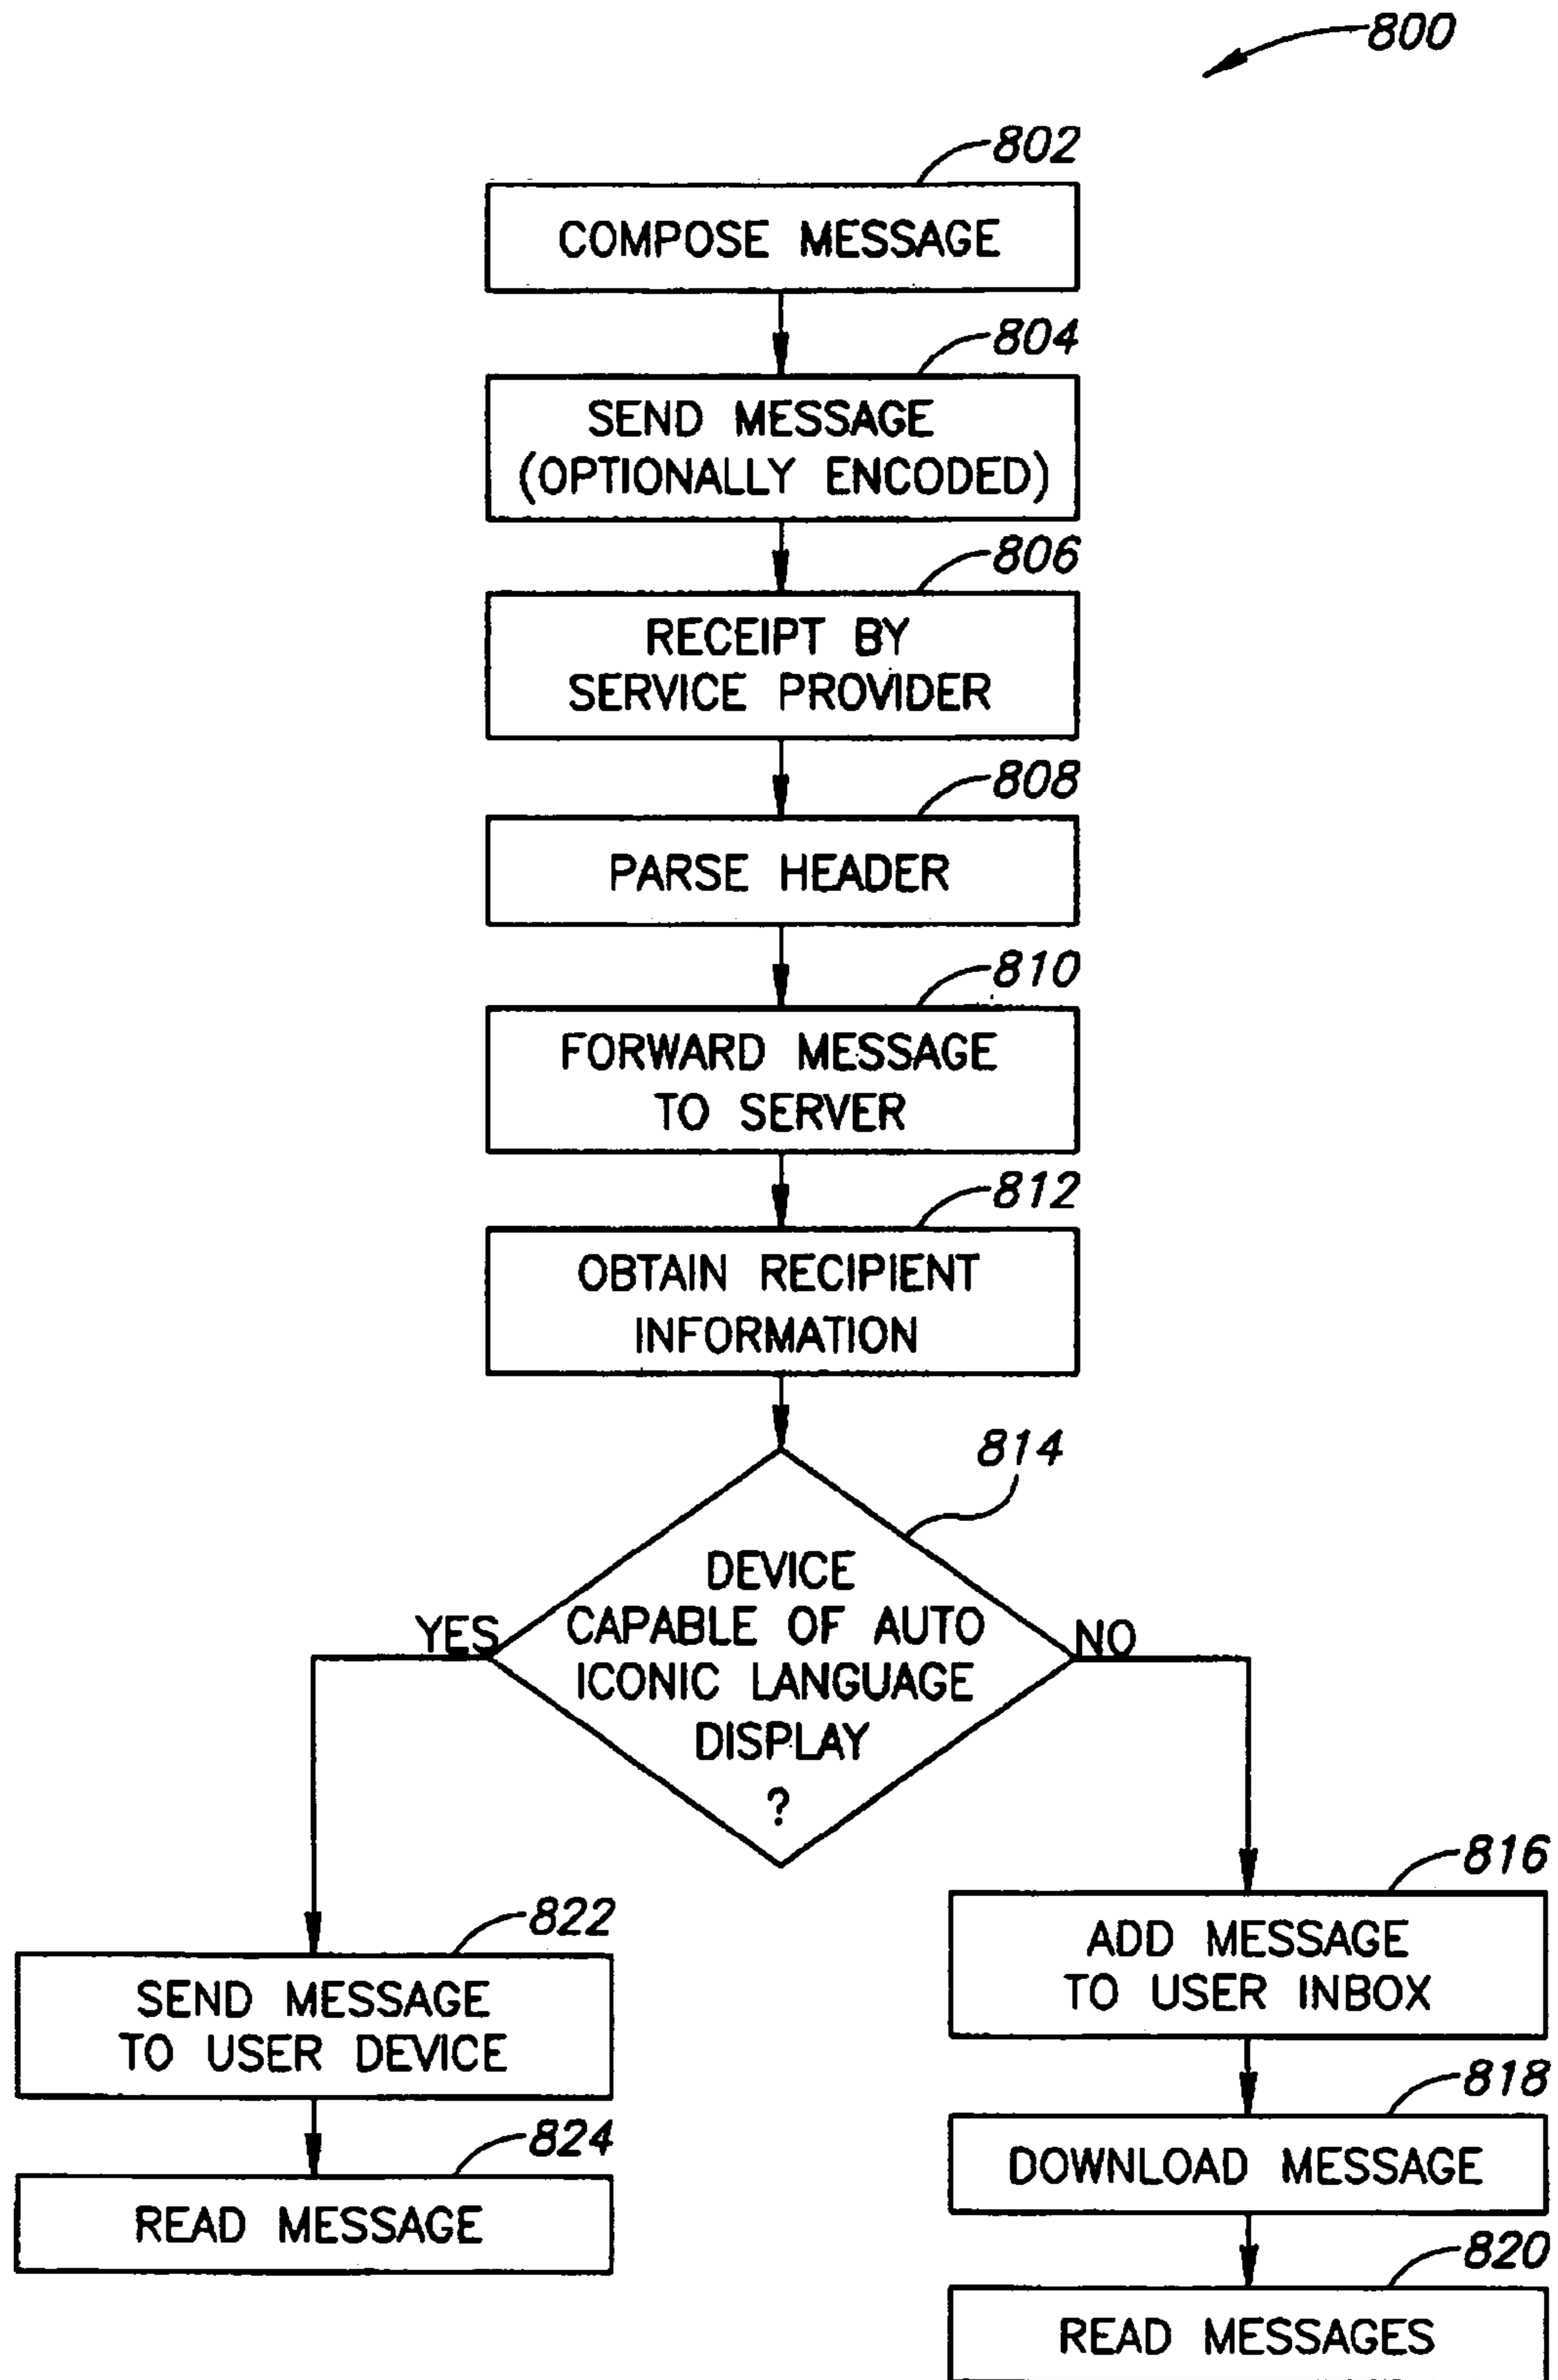 800
802
COMPOSE MESSAGE
804
SEND MESSAGE
(OPTIONALLY ENCODED)
806
RECEIPT BY
SERVICE PROVIDER
808
PARSE HEADER
810
FORWARD MESSAGE
TO SERVER
812
OBTAIN RECIPIENT
INFORMATION
814
DEVICE
CAPABLE OF AUTO
ICONIC LANGUAGE
DISPLAY
?
YES
NO
822
SEND MESSAGE
TO USER DEVICE
824
READ MESSAGE
816
ADD MESSAGE
TO USER INBOX
818
DOWNLOAD MESSAGE
820
READ MESSAGES